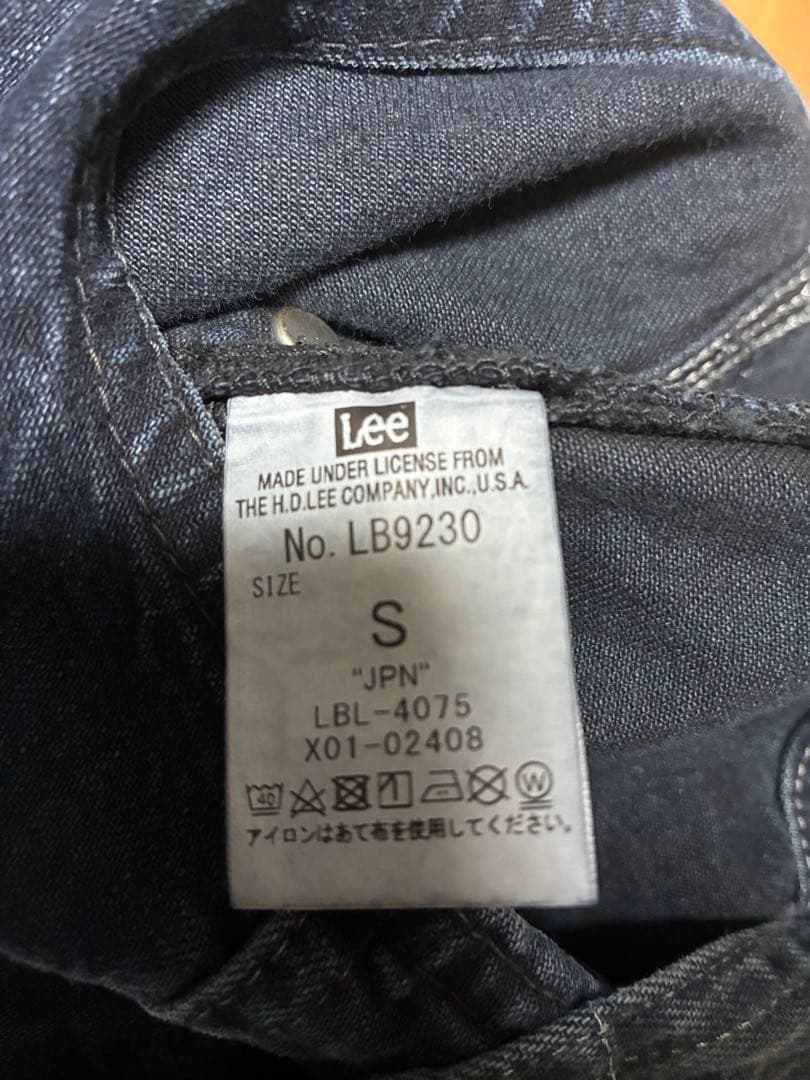 Lee
MADE UNDER LICENSE FROM
THE H.D.LEE COMPANY,INC.,U.S.A.
No. LB9230
SIZE
S
"JPN"
LBL-4075
X01-02408
40 W
アイロンはあて布を使用してください。